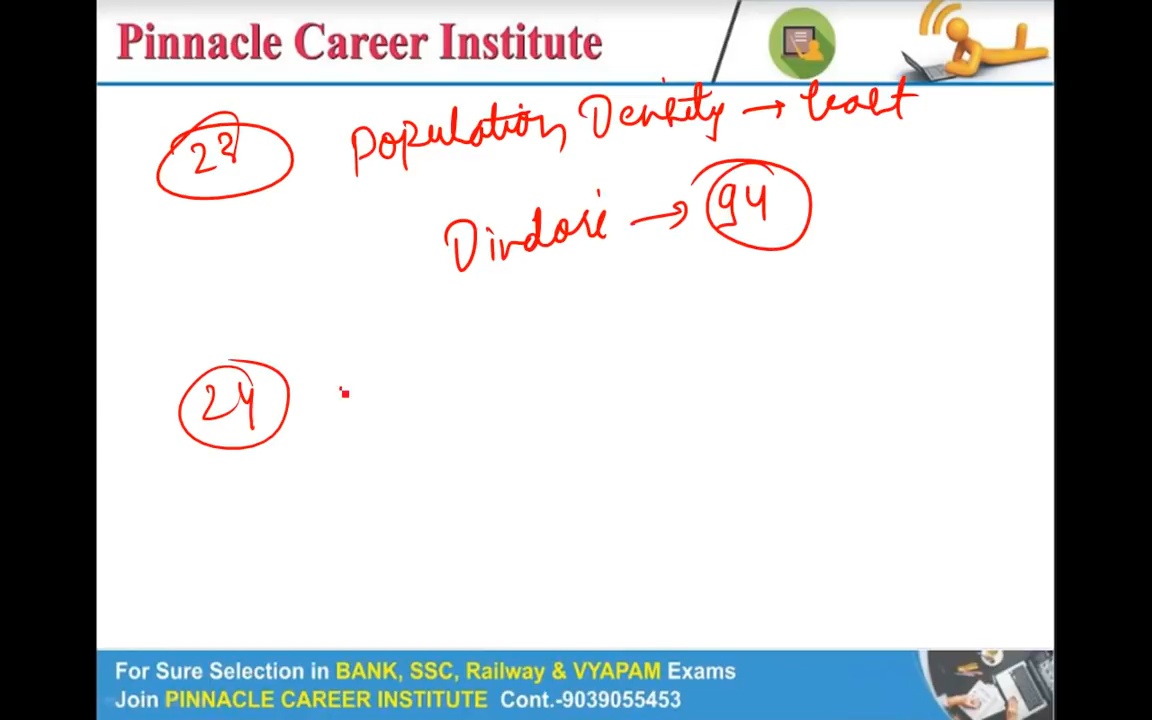 Pinnacle Career Institute
23 Population Density → least
Dindori → 94
24
For Sure Selection in BANK, SSC, Railway & VYAPAM Exams
Join PINNACLE CAREER INSTITUTE Cont.-9039055453